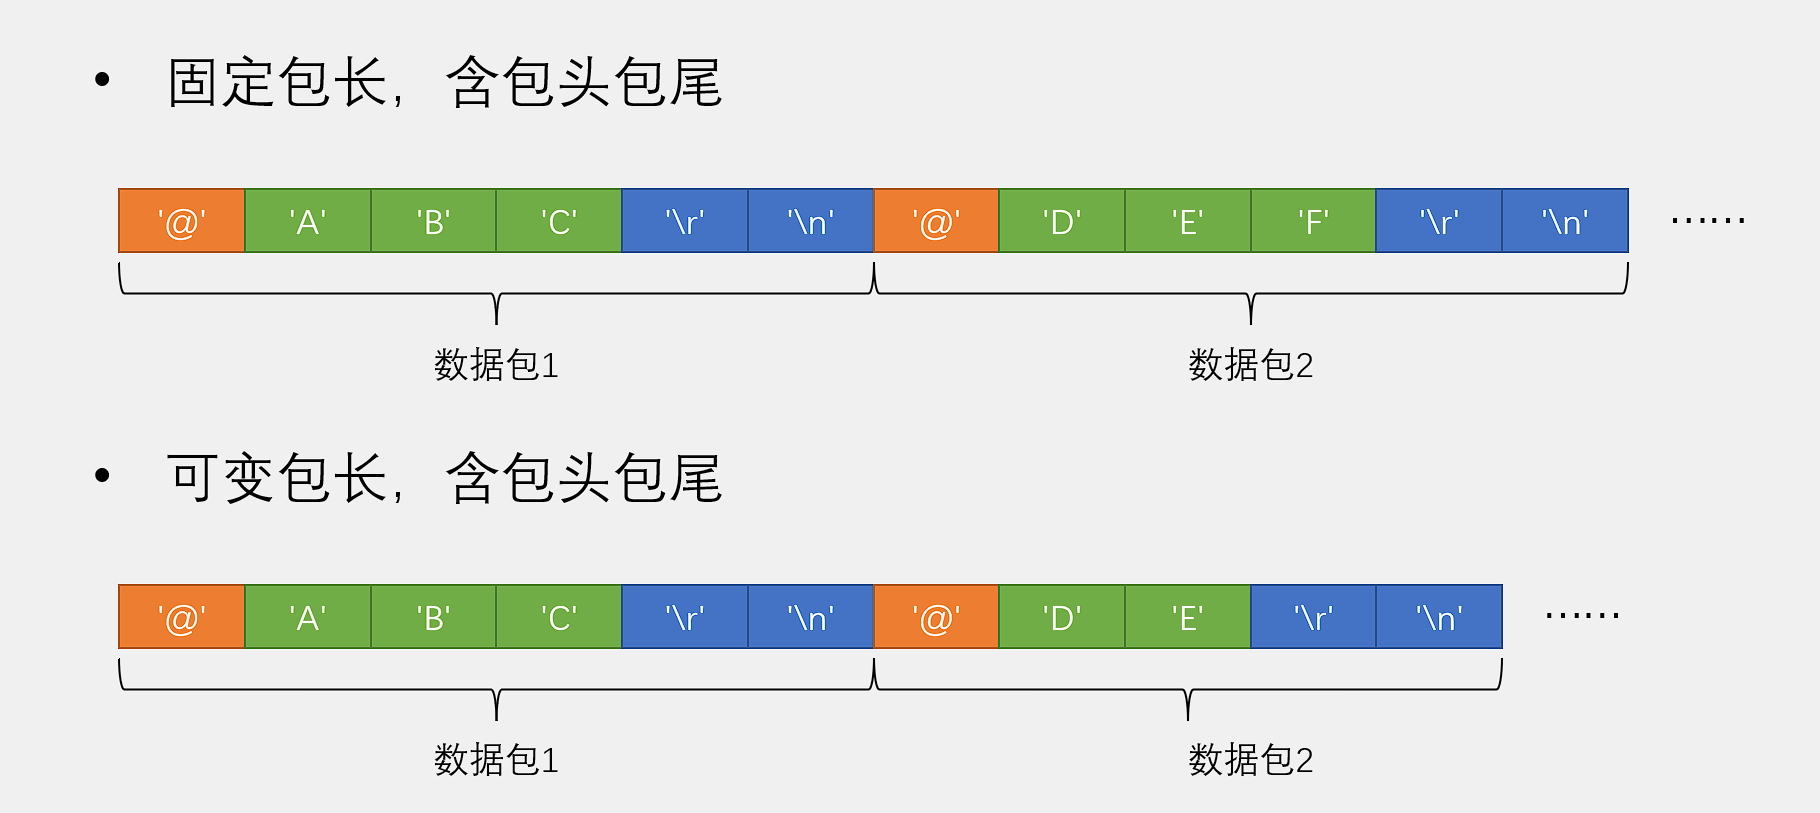 • 固定包长，含包头包尾
'@' 'A' 'B' 'C' '\r' '\n' '@' 'D' 'E' 'F' '\r' '\n' ……
数据包1 数据包2
• 可变包长，含包头包尾
'@' 'A' 'B' 'C' '\r' '\n' '@' 'D' 'E' '\r' '\n' ……
数据包1 数据包2